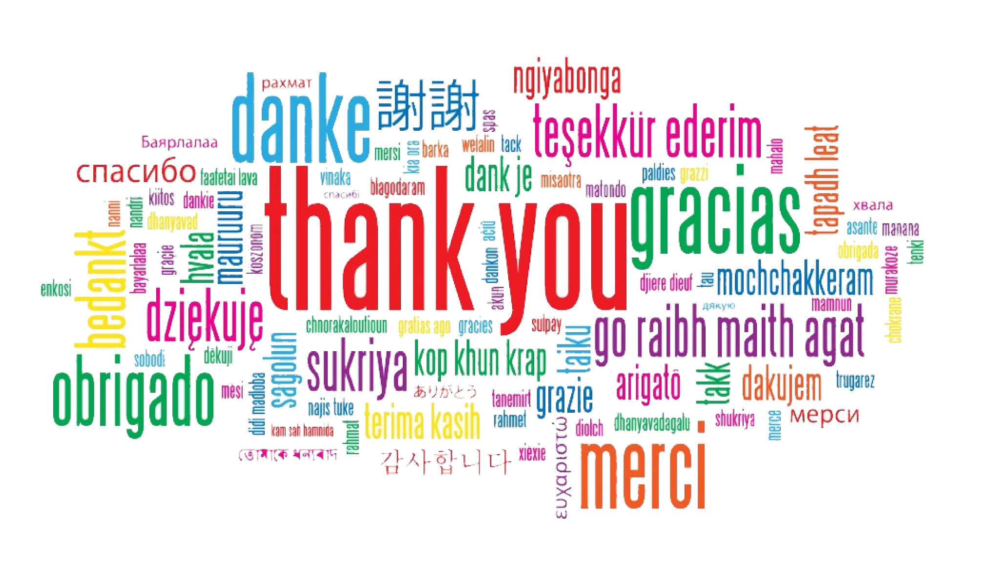 ngiyabonga
рахмат
danke
謝謝
spas
teşekkür ederim
tapadh leat
Баярлалаа
mersi
kia ora
barka
welalin
tack
mahalo
спасибо
faafetai lava
vinaka
blagodaram
dank je
misaotra
matondo
paldies
grazzi
спасибі
thank you
gracias
хвала
nanni
nandri
kiitos
dankie
mauruuru
dhanyavad
asante
manana
bedankt
hvala
köszönöm
aciū
obrigada
tenki
bayarlalaa
gracie
dankon
murakoze
enkosi
akun
djiere dieuf
tau
mochchakkeram
dziękuję
дякую
mamnun
chokrane
chnorakaloutioun
gratias ago
gràcies
sulpay
taiku
go raibh maith agat
sobodi
děkuji
sagolun
sukriya
kop khun krap
obrigado
mèsi
didi madloba
najis tuke
ありがとう
tanemirt
grazie
arigatô
takk
dakujem
trugarez
kam sah hamnida
rahmat
terima kasih
rahmet
ευχαριστώ
diolch
dhanyavadagalu
shukriya
merce
мерси
তোমাকে ধন্যবাদ
감사합니다
xièxie
merci